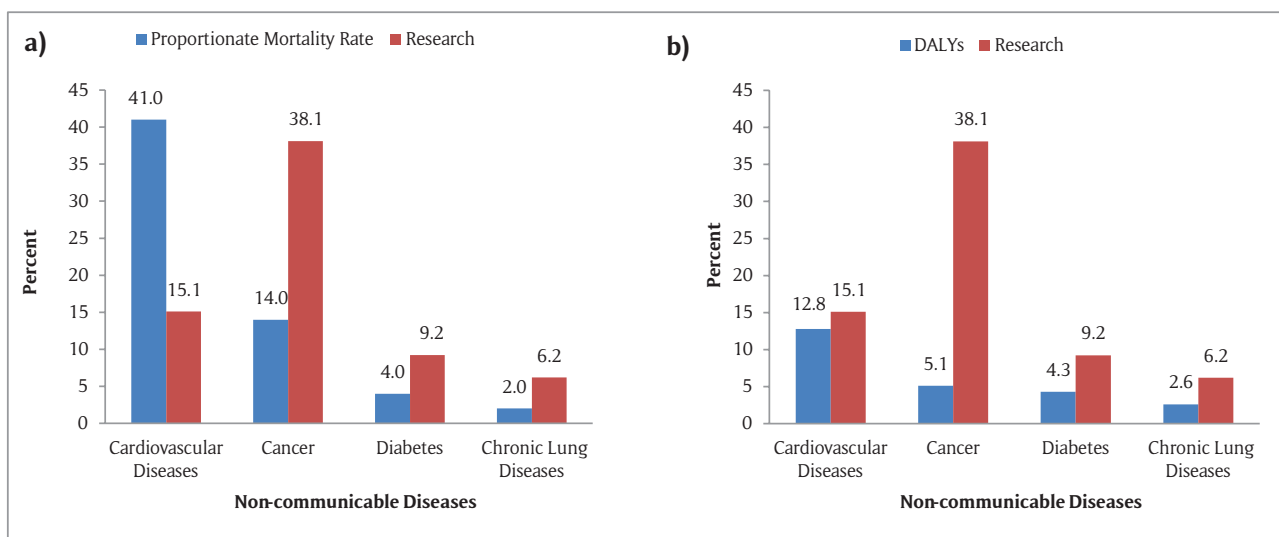 a)
Proportionate Mortality Rate
Research
Percent
45
40
35
30
25
20
15
10
5
0
41.0
15.1
14.0
38.1
4.0
9.2
2.0
6.2
Cardiovascular
Diseases
Cancer
Diabetes
Chronic Lung
Diseases
Non-communicable Diseases
b)
DALYs
Research
Percent
45
40
35
30
25
20
15
10
5
0
12.8
15.1
5.1
38.1
4.3
9.2
2.6
6.2
Cardiovascular
Diseases
Cancer
Diabetes
Chronic Lung
Diseases
Non-communicable Diseases